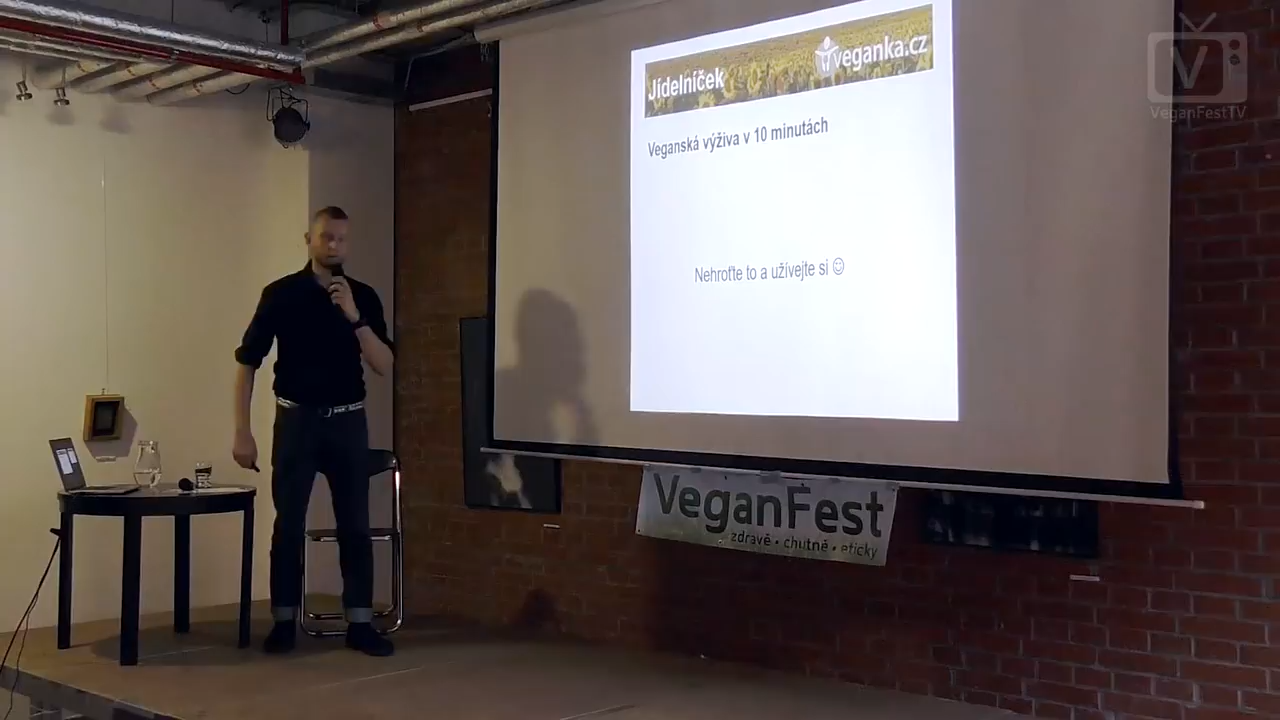 Jídelníček
veganka.cz
Veganská výživa v 10 minutách
Nehroťte to a užívejte si ☺
V
VeganFestTV
VeganFest
zdravě • chutně • eticky